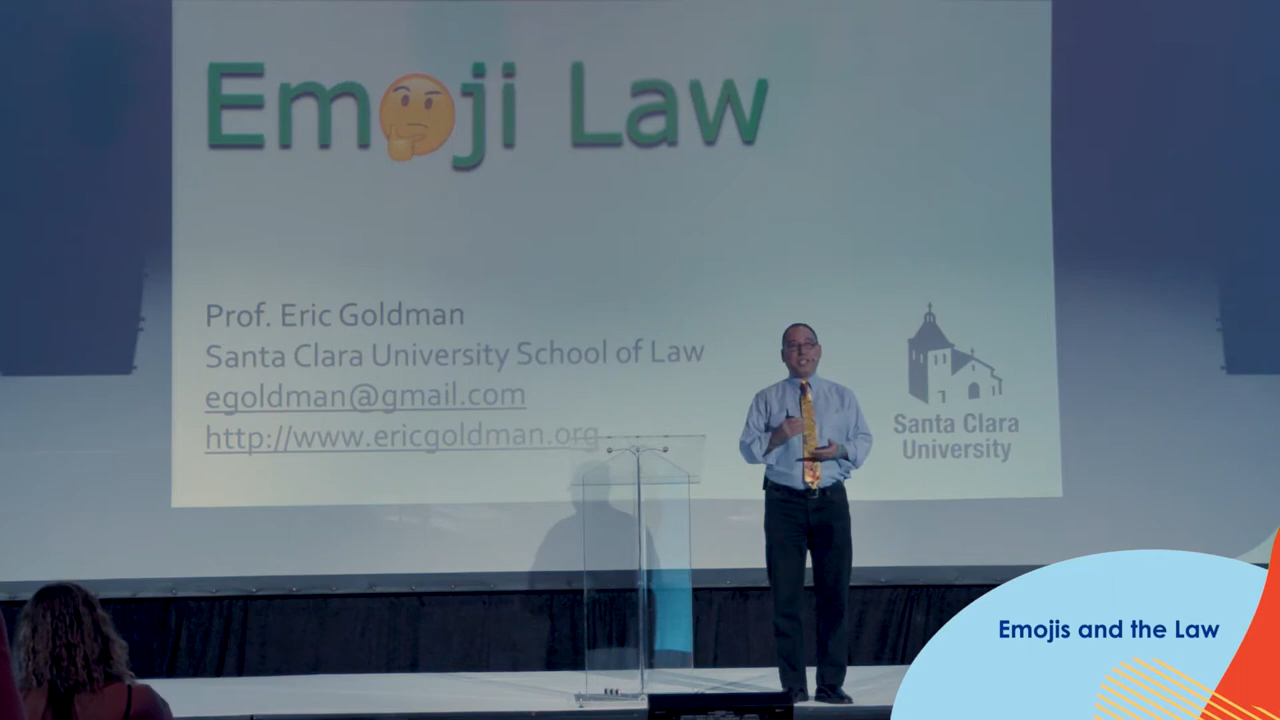 Em🤔ji Law
Prof. Eric Goldman
Santa Clara University School of Law
egoldman@gmail.com
http://www.ericgoldman.org
Santa Clara
University
Emojis and the Law